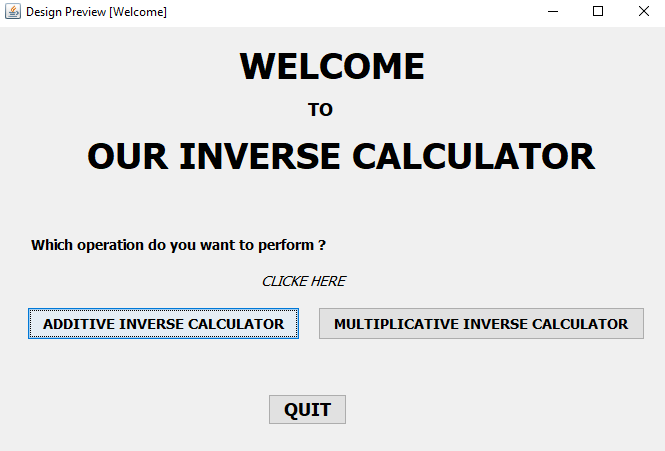 Design Preview [Welcome]
WELCOME
TO
OUR INVERSE CALCULATOR
Which operation do you want to perform ?
CLICKE HERE
ADDITIVE INVERSE CALCULATOR
MULTIPLICATIVE INVERSE CALCULATOR
QUIT